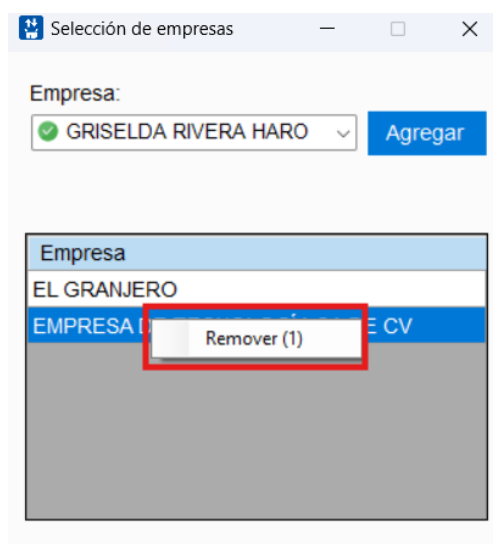 Selección de empresas
Empresa:
GRISELDA RIVERA HARO
Agregar
Empresa
EL GRANJERO
EMPRESA CV
Remover (1)